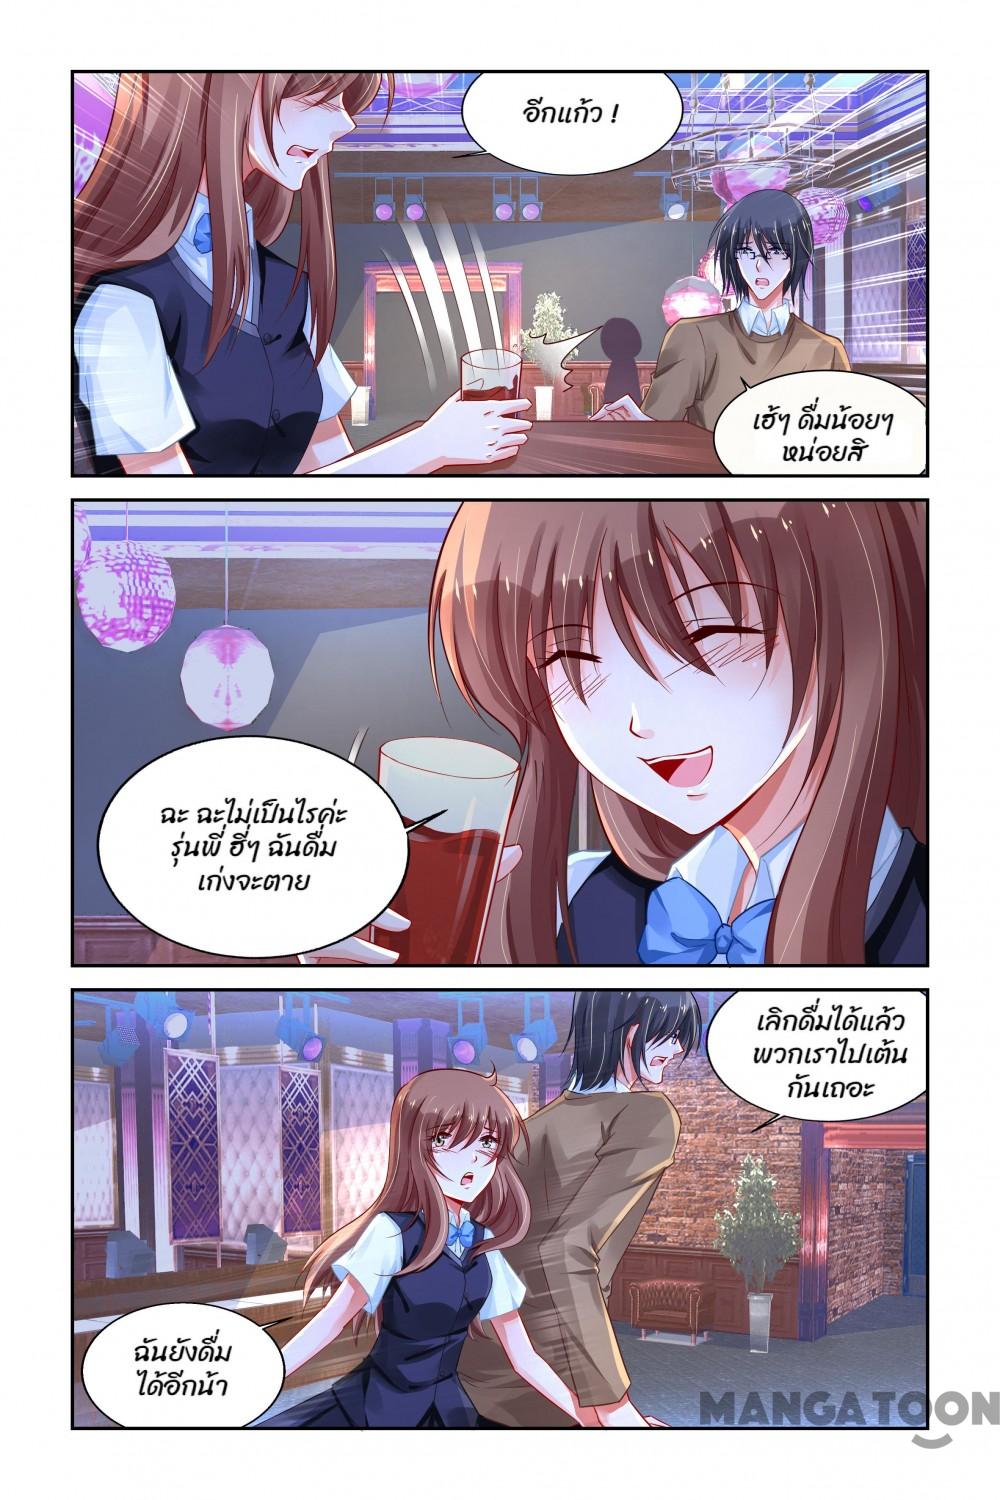 อีกแก้ว !
เฮ้ๆ ดื่มน้อยๆ
หน่อยสิ
ฉะ ฉะไม่เป็นไรค่ะ
รุ่นพี่ ฮี่ๆ ฉันดื่ม
เก่งจะตาย
เลิกดื่มได้แล้ว
พวกเราไปเต้น
กันเถอะ
ฉันยังดื่ม
ได้อีกน้า
MANGATOON